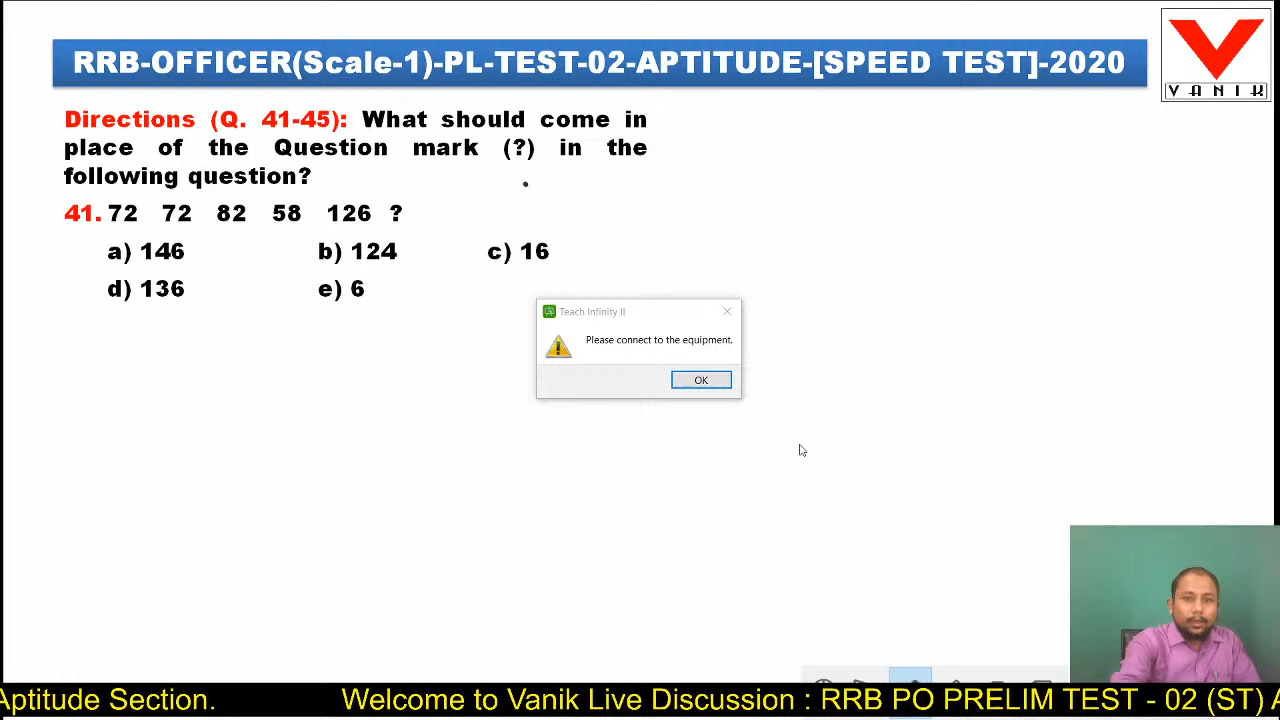 RRB-OFFICER(Scale-1)-PL-TEST-02-APTITUDE-[SPEED TEST]-2020
VANIK
Directions (Q. 41-45): What should come in
place of the Question mark (?) in the
following question?
41. 72 72 82 58 126 ?
a) 146 b) 124 c) 16
d) 136 e) 6
Teach Infinity II
Please connect to the equipment.
OK
Aptitude Section. Welcome to Vanik Live Discussion : RRB PO PRELIM TEST - 02 (ST) A